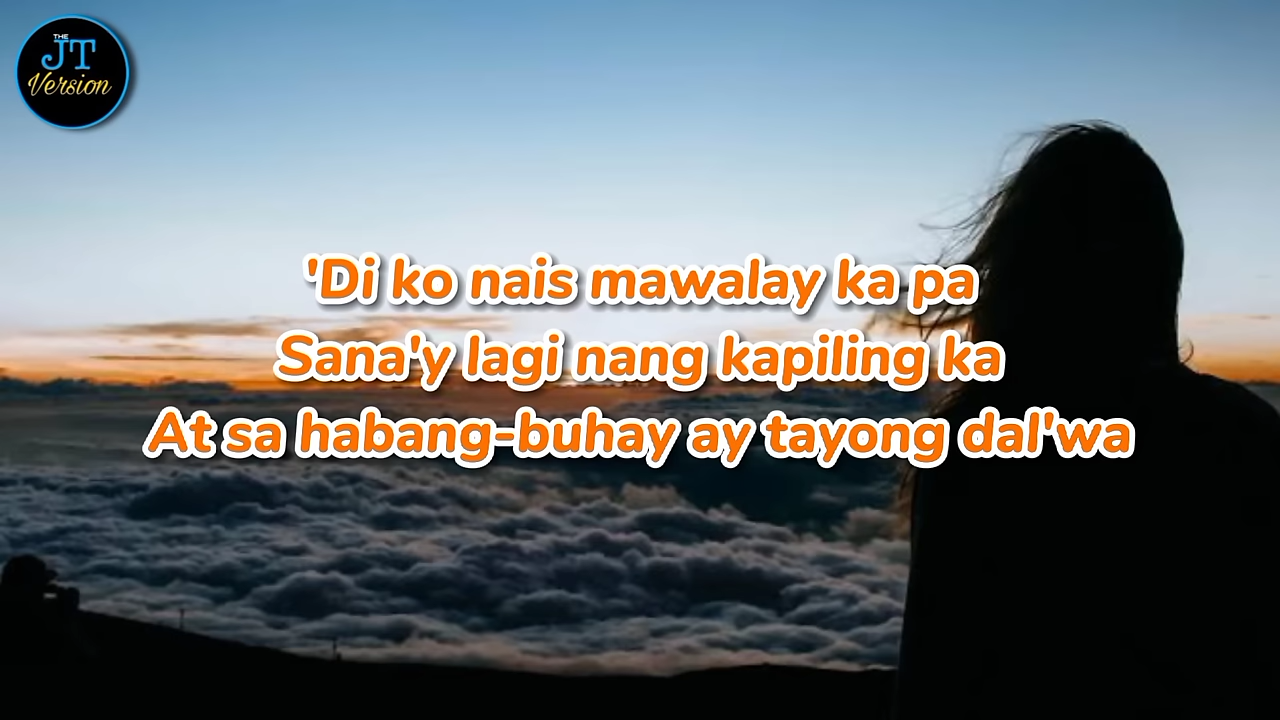 THE
JT
Version
'Di ko nais mawalay ka pa
Sana'y lagi nang kapiling ka
At sa habang-buhay ay tayong dal'wa